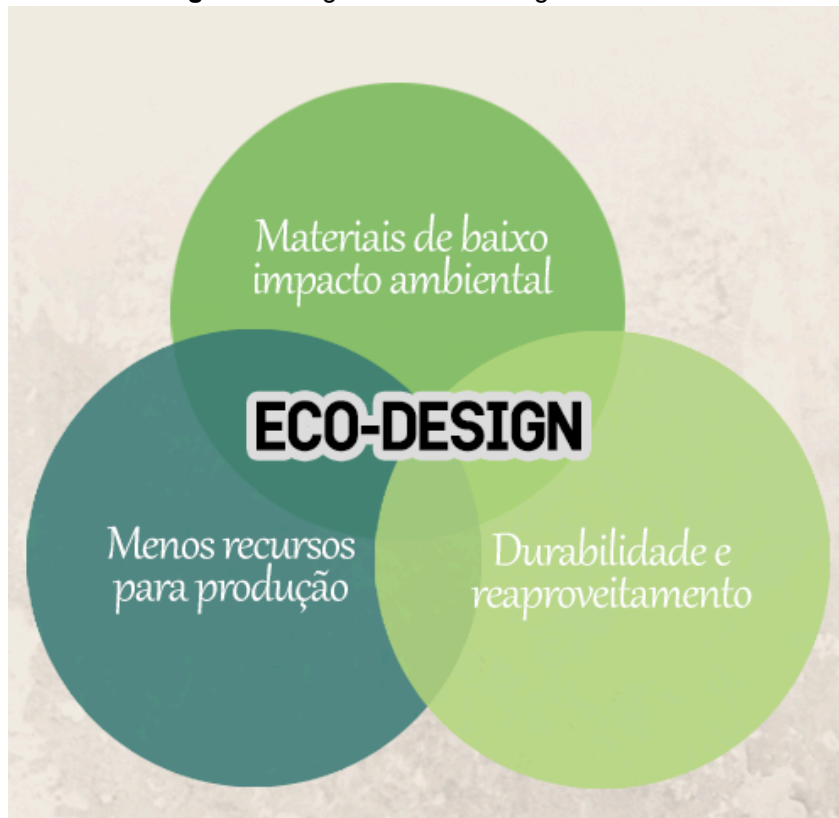 Materiais de baixo
impacto ambiental
ECO-DESIGN
Menos recursos
para produção
Durabilidade e
reaproveitamento